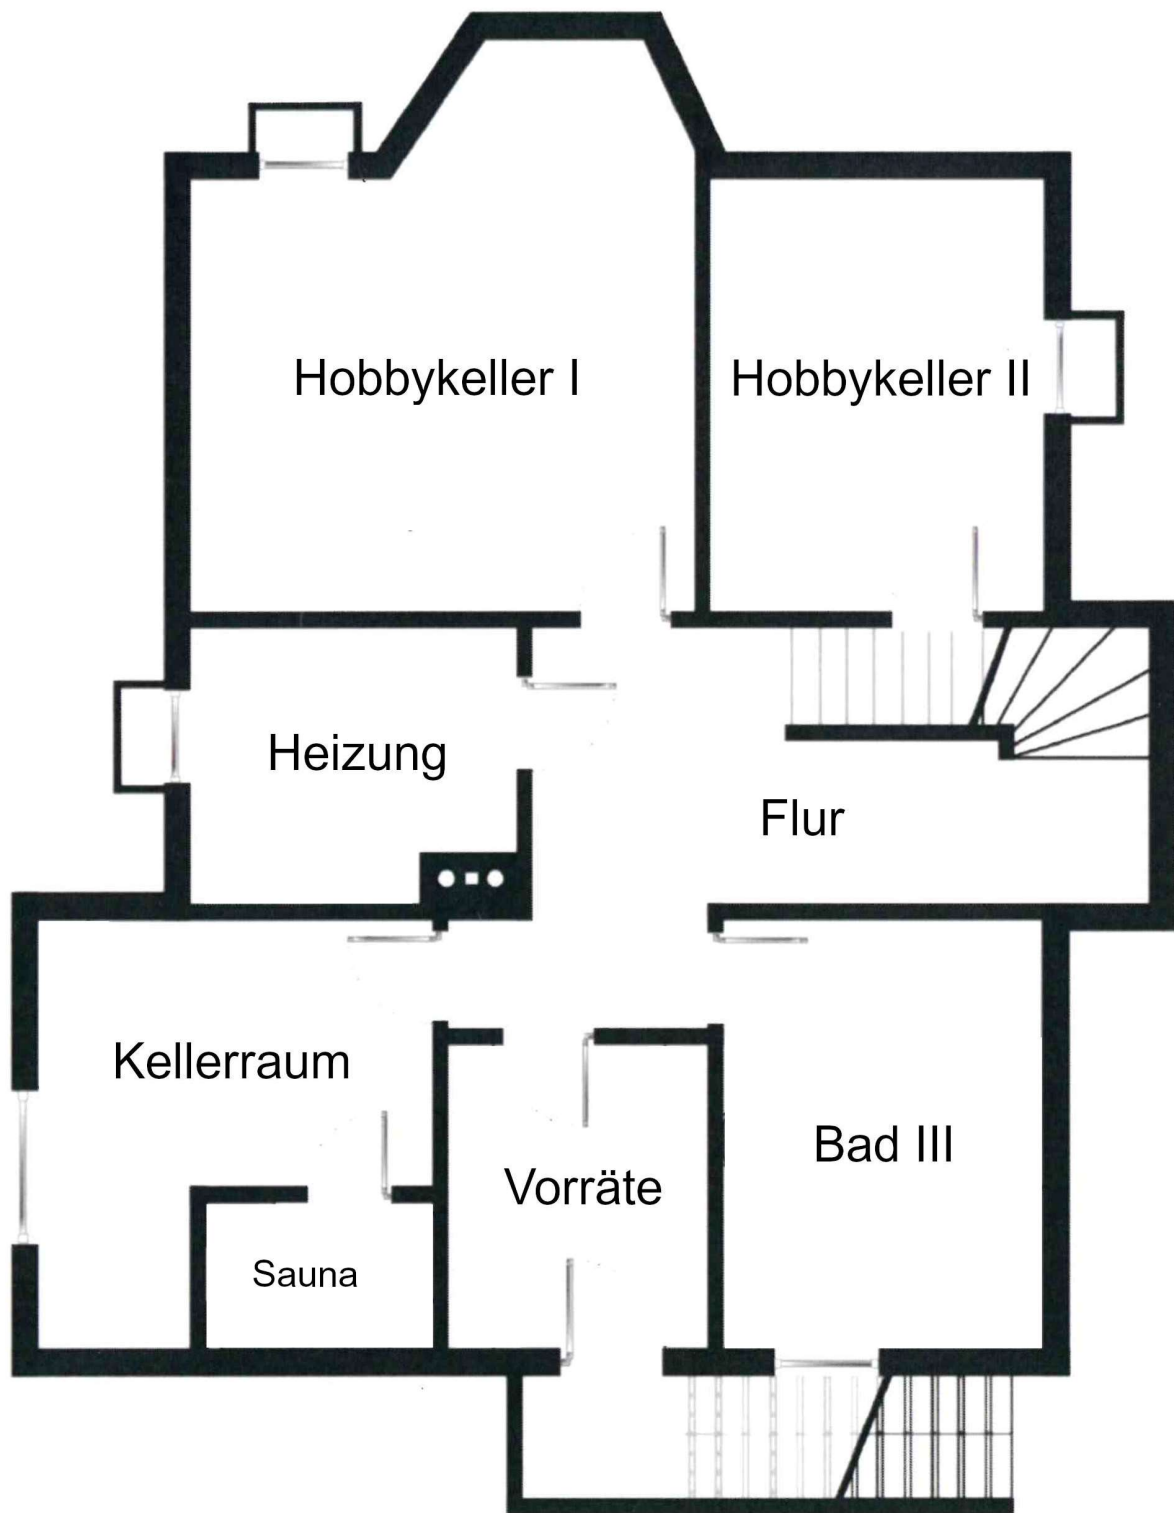 Hobbykeller I
Hobbykeller II
Heizung
Flur
Kellerraum
Bad III
Vorräte
Sauna